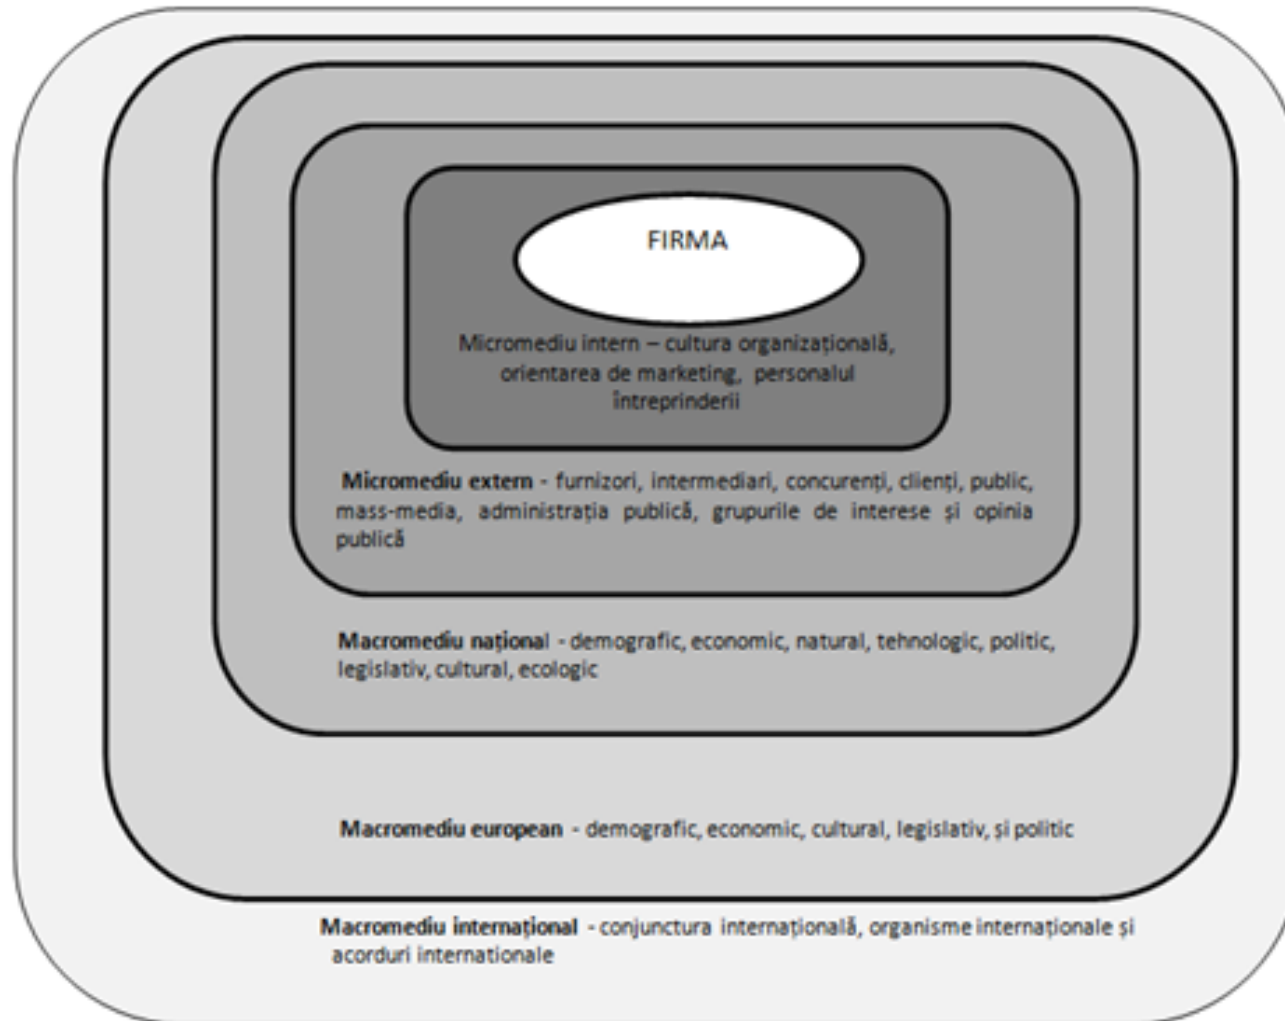 FIRMA
Micromediu intern – cultura organizațională,
orientarea de marketing, personalul
întreprinderii
Micromediu extern - furnizori, intermediari, concurenți, clienți, public,
mass-media, administrația publică, grupurile de interese și opinia
publică
Macromediu național - demografic, economic, natural, tehnologic, politic,
legislativ, cultural, ecologic
Macromediu european - demografic, economic, cultural, legislativ, și politic
Macromediu internațional - conjunctura internațională, organisme internaționale și
acorduri internationale